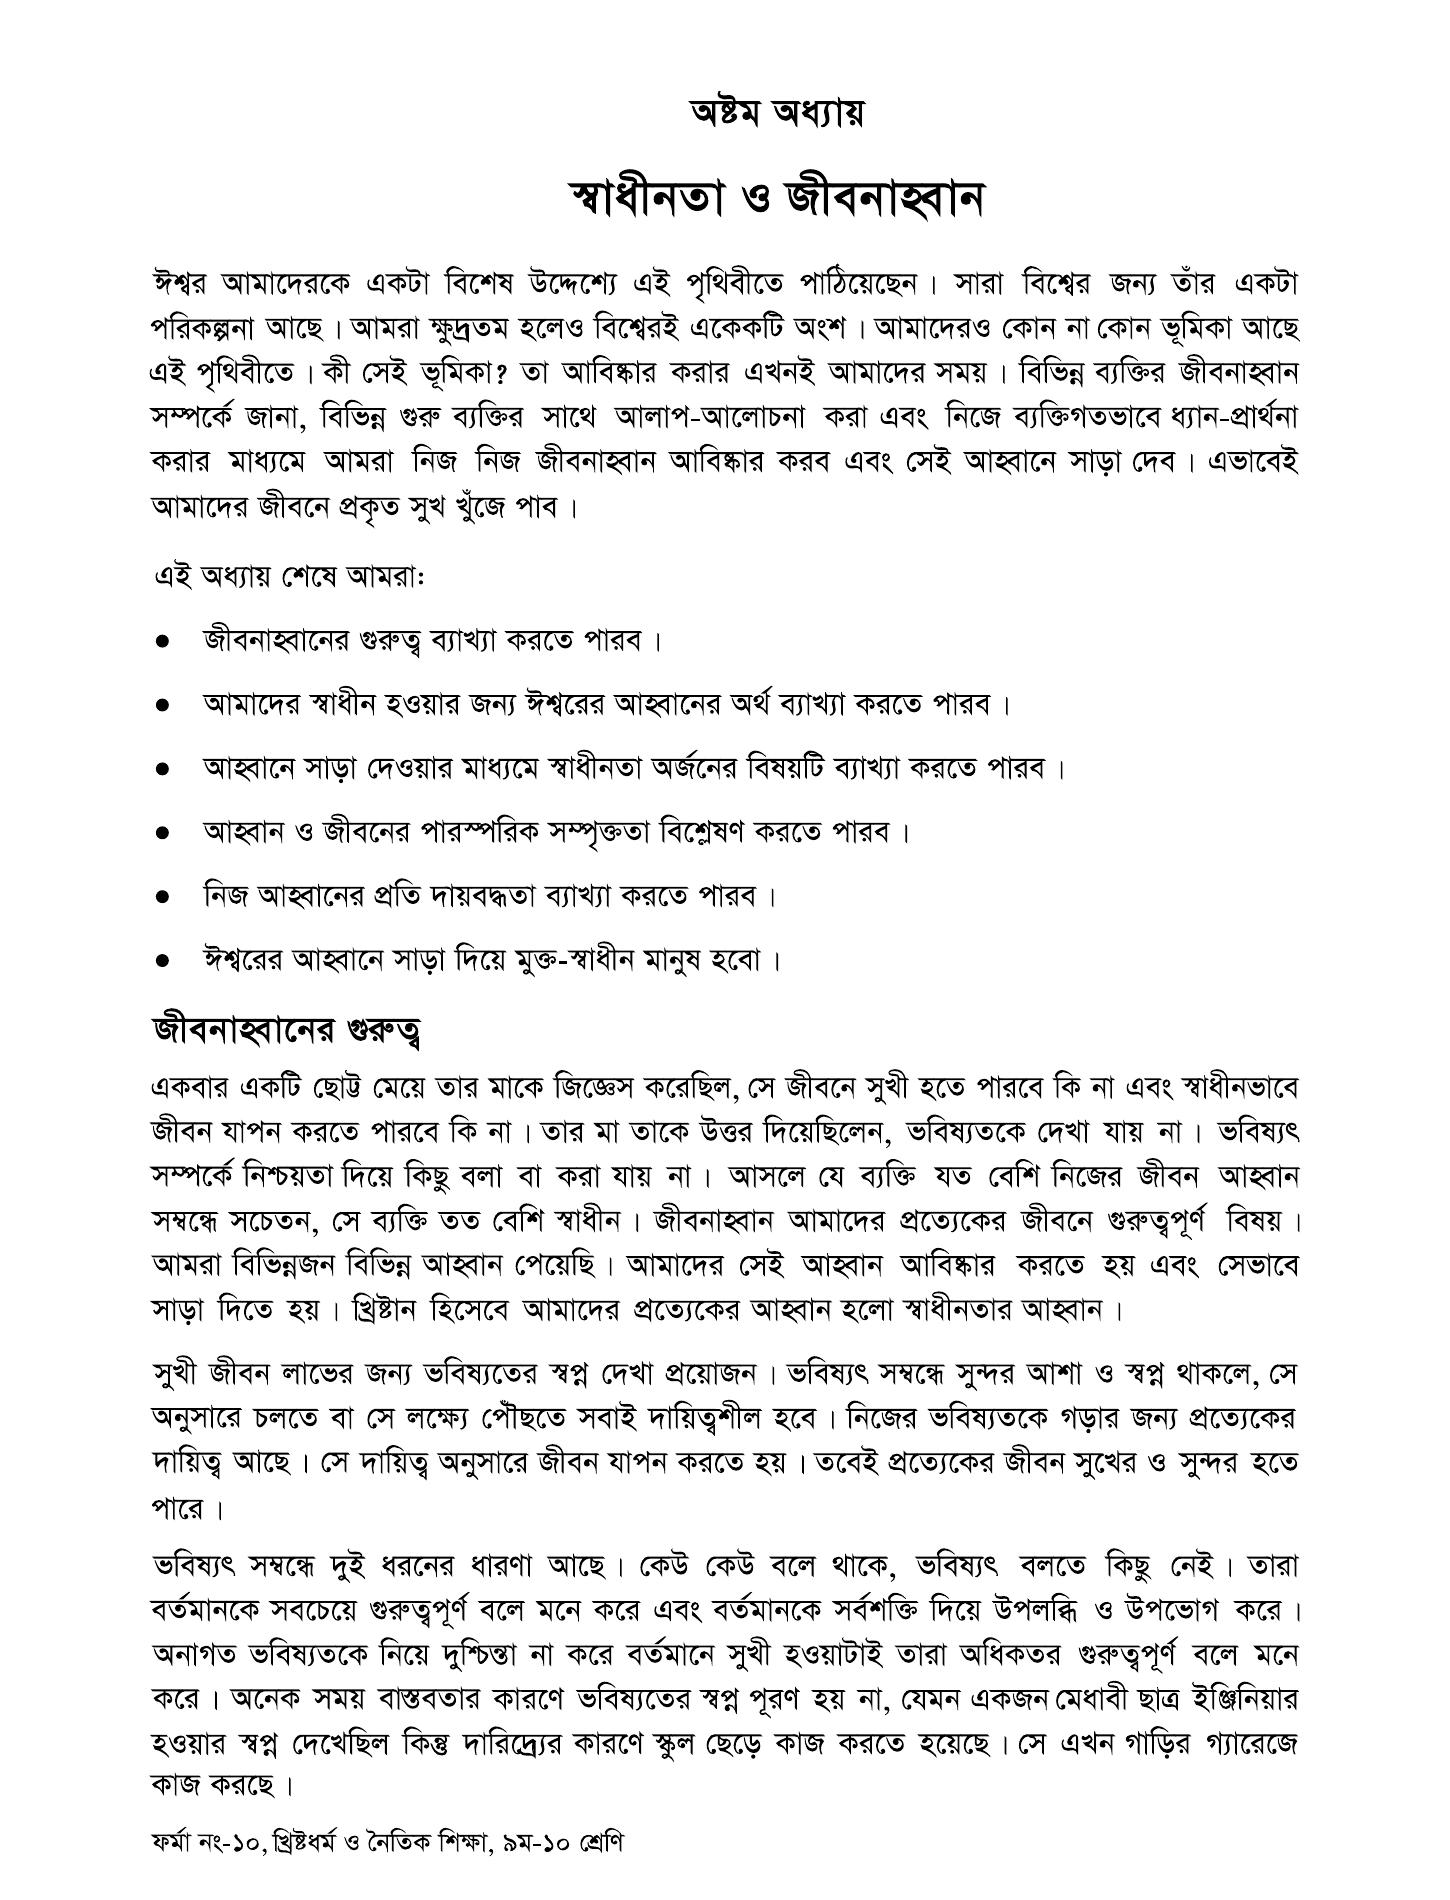 অষ্টম অধ্যায়
স্বাধীনতা ও জীবনাহ্বান
ঈশ্বর আমাদেরকে একটা বিশেষ উদ্দেশ্যে এই পৃথিবীতে পাঠিয়েছেন। সারা বিশ্বের জন্য তাঁর একটা
পরিকল্পনা আছে। আমরা ক্ষুদ্রতম হলেও বিশ্বেরই একেকটি অংশ। আমাদেরও কোন না কোন ভূমিকা আছে
এই পৃথিবীতে। কী সেই ভূমিকা? তা আবিষ্কার করার এখনই আমাদের সময়। বিভিন্ন ব্যক্তির জীবনাহ্বান
সম্পর্কে জানা, বিভিন্ন গুরু ব্যক্তির সাথে আলাপ-আলোচনা করা এবং নিজে ব্যক্তিগতভাবে ধ্যান-প্রার্থনা
করার মাধ্যমে আমরা নিজ নিজ জীবনাহ্বান আবিষ্কার করব এবং সেই আহ্বানে সাড়া দেব। এভাবেই
আমাদের জীবনে প্রকৃত সুখ খুঁজে পাব।
এই অধ্যায় শেষে আমরা:
● জীবনাহ্বানের গুরুত্ব ব্যাখ্যা করতে পারব।
● আমাদের স্বাধীন হওয়ার জন্য ঈশ্বরের আহ্বানের অর্থ ব্যাখ্যা করতে পারব।
● আহ্বানে সাড়া দেওয়ার মাধ্যমে স্বাধীনতা অর্জনের বিষয়টি ব্যাখ্যা করতে পারব।
● আহ্বান ও জীবনের পারস্পরিক সম্পৃক্ততা বিশ্লেষণ করতে পারব।
● নিজ আহ্বানের প্রতি দায়বদ্ধতা ব্যাখ্যা করতে পারব।
● ঈশ্বরের আহ্বানে সাড়া দিয়ে মুক্ত-স্বাধীন মানুষ হবো।
জীবনাহ্বানের গুরুত্ব
একবার একটি ছোট্ট মেয়ে তার মাকে জিজ্ঞেস করেছিল, সে জীবনে সুখী হতে পারবে কি না এবং স্বাধীনভাবে
জীবন যাপন করতে পারবে কি না। তার মা তাকে উত্তর দিয়েছিলেন, ভবিষ্যতকে দেখা যায় না। ভবিষ্যৎ
সম্পর্কে নিশ্চয়তা দিয়ে কিছু বলা বা করা যায় না। আসলে যে ব্যক্তি যত বেশি নিজের জীবন আহ্বান
সম্বন্ধে সচেতন, সে ব্যক্তি তত বেশি স্বাধীন। জীবনাহ্বান আমাদের প্রত্যেকের জীবনে গুরুত্বপূর্ণ বিষয়।
আমরা বিভিন্নজন বিভিন্ন আহ্বান পেয়েছি। আমাদের সেই আহ্বান আবিষ্কার করতে হয় এবং সেভাবে
সাড়া দিতে হয়। খ্রিষ্টান হিসেবে আমাদের প্রত্যেকের আহ্বান হলো স্বাধীনতার আহ্বান।
সুখী জীবন লাভের জন্য ভবিষ্যতের স্বপ্ন দেখা প্রয়োজন। ভবিষ্যৎ সম্বন্ধে সুন্দর আশা ও স্বপ্ন থাকলে, সে
অনুসারে চলতে বা সে লক্ষ্যে পৌঁছতে সবাই দায়িত্বশীল হবে। নিজের ভবিষ্যতকে গড়ার জন্য প্রত্যেকের
দায়িত্ব আছে। সে দায়িত্ব অনুসারে জীবন যাপন করতে হয়। তবেই প্রত্যেকের জীবন সুখের ও সুন্দর হতে
পারে।
ভবিষ্যৎ সম্বন্ধে দুই ধরনের ধারণা আছে। কেউ কেউ বলে থাকে, ভবিষ্যৎ বলতে কিছু নেই। তারা
বর্তমানকে সবচেয়ে গুরুত্বপূর্ণ বলে মনে করে এবং বর্তমানকে সর্বশক্তি দিয়ে উপলব্ধি ও উপভোগ করে।
অনাগত ভবিষ্যতকে নিয়ে দুশ্চিন্তা না করে বর্তমানে সুখী হওয়াটাই তারা অধিকতর গুরুত্বপূর্ণ বলে মনে
করে। অনেক সময় বাস্তবতার কারণে ভবিষ্যতের স্বপ্ন পূরণ হয় না, যেমন একজন মেধাবী ছাত্র ইঞ্জিনিয়ার
হওয়ার স্বপ্ন দেখেছিল কিন্তু দারিদ্র্যের কারণে স্কুল ছেড়ে কাজ করতে হয়েছে। সে এখন গাড়ির গ্যারেজে
কাজ করছে।
ফর্মা নং-১০, খ্রিষ্টধর্ম ও নৈতিক শিক্ষা, ৯ম-১০ শ্রেণি